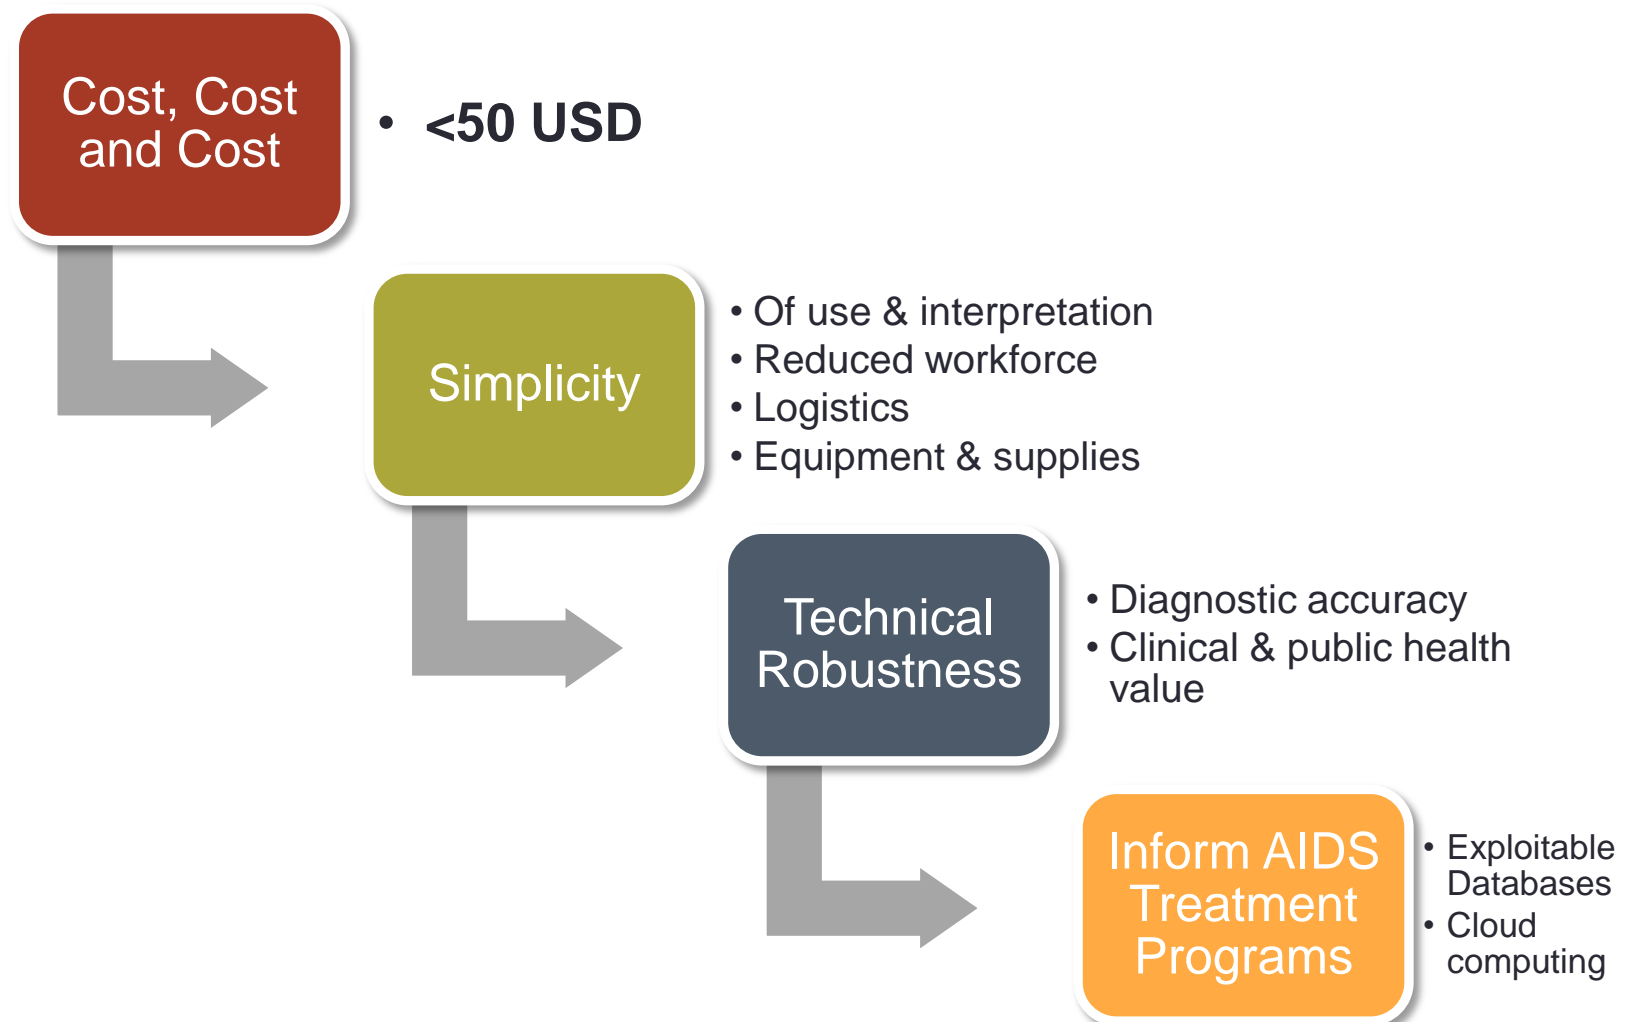 Cost, Cost
and Cost
• <50 USD
Simplicity
• Of use & interpretation
• Reduced workforce
• Logistics
• Equipment & supplies
Technical
Robustness
• Diagnostic accuracy
• Clinical & public health
value
Inform AIDS
Treatment
Programs
• Exploitable
Databases
• Cloud
computing